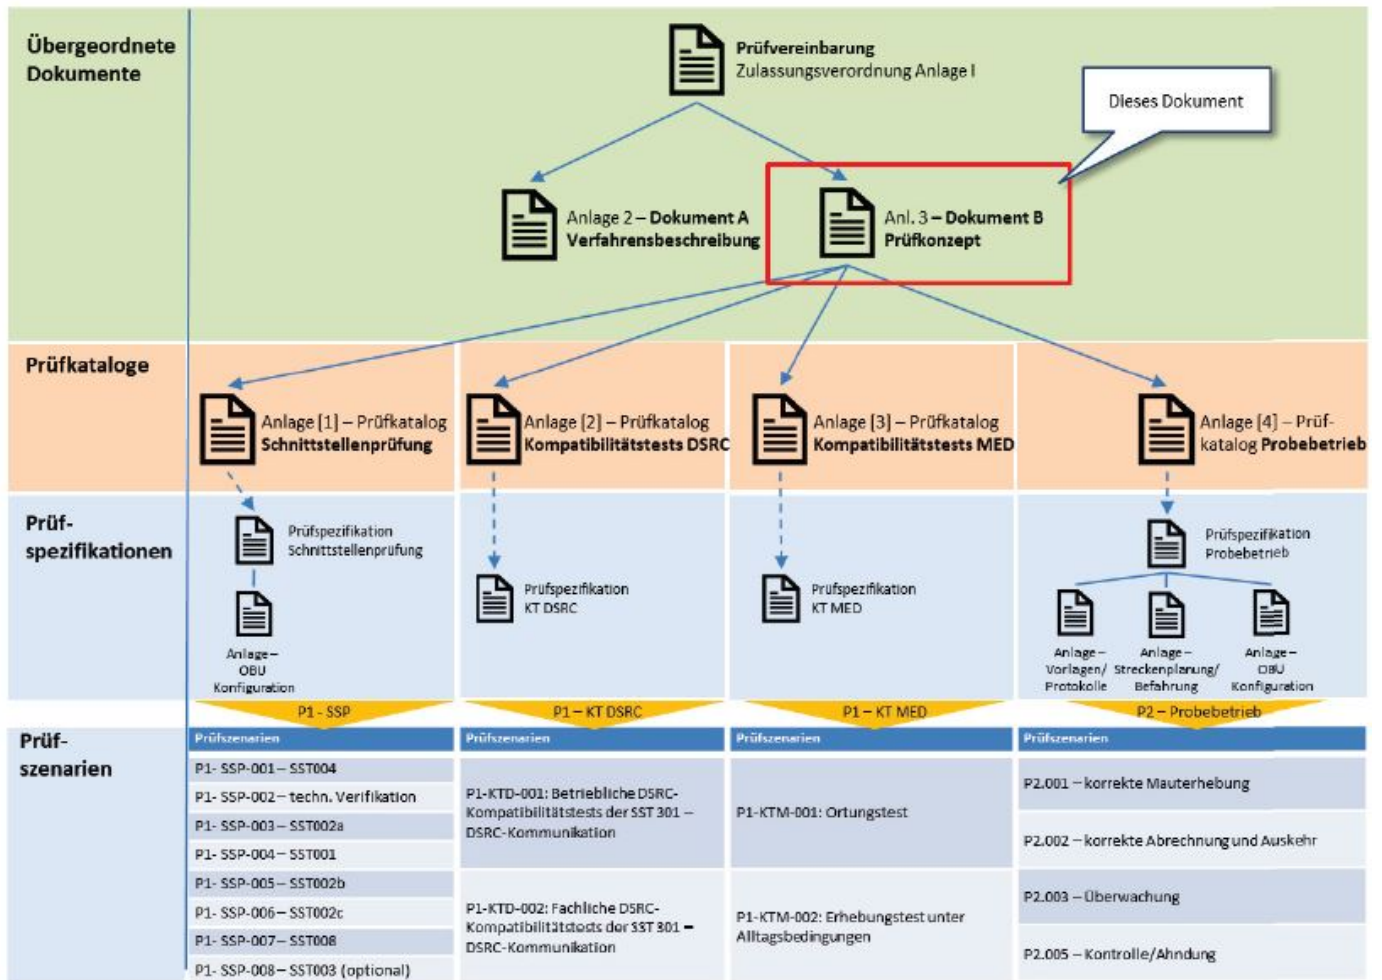 Übergeordnete
Dokumente
Prüfvereinbarung
Zulassungsverordnung Anlage I
Dieses Dokument
Anlage 2 – Dokument A
Verfahrensbeschreibung
Anl. 3 – Dokument B
Prüfkonzept
Prüfkataloge
Anlage [1] – Prüfkatalog
Schnittstellenprüfung
Anlage [2] – Prüfkatalog
Kompatibilitätstests DSRC
Anlage [3] – Prüfkatalog
Kompatibilitätstests MED
Anlage [4] – Prüf-
katalog Probebetrieb
Prüf-
spezifikationen
Prüfspezifikation
Schnittstellenprüfung
Anlage –
OBU
Konfiguration
Prüfspezifikation
KT DSRC
Prüfspezifikation
KT MED
Prüfspezifikation
Probebetrieb
Anlage –
Vorlagen/
Protokolle
Anlage –
Streckenplanung/
Befahrung
Anlage –
OBU
Konfiguration
P1 - SSP
P1 – KT DSRC
P1 – KT MED
P2 – Probebetrieb
Prüf-
szenarien
Prüfszenarien
P1- SSP-001 – SST004
P1- SSP-002 – techn. Verifikation
P1- SSP-003 – SST002a
P1- SSP-004 – SST001
P1- SSP-005 – SST002b
P1- SSP-006 – SST002c
P1- SSP-007 – SST008
P1- SSP-008 – SST003 (optional)
Prüfszenarien
P1-KTD-001: Betriebliche DSRC-
Kompatibilitätstests der SST 301 –
DSRC-Kommunikation
P1-KTD-002: Fachliche DSRC-
Kompatibilitätstests der SST 301 –
DSRC-Kommunikation
Prüfszenarien
P1-KTM-001: Ortungstest
P1-KTM-002: Erhebungstest unter
Alltagsbedingungen
Prüfszenarien
P2.001 – korrekte Mauterhebung
P2.002 – korrekte Abrechnung und Auskehr
P2.003 – Überwachung
P2.005 – Kontrolle/Ahndung